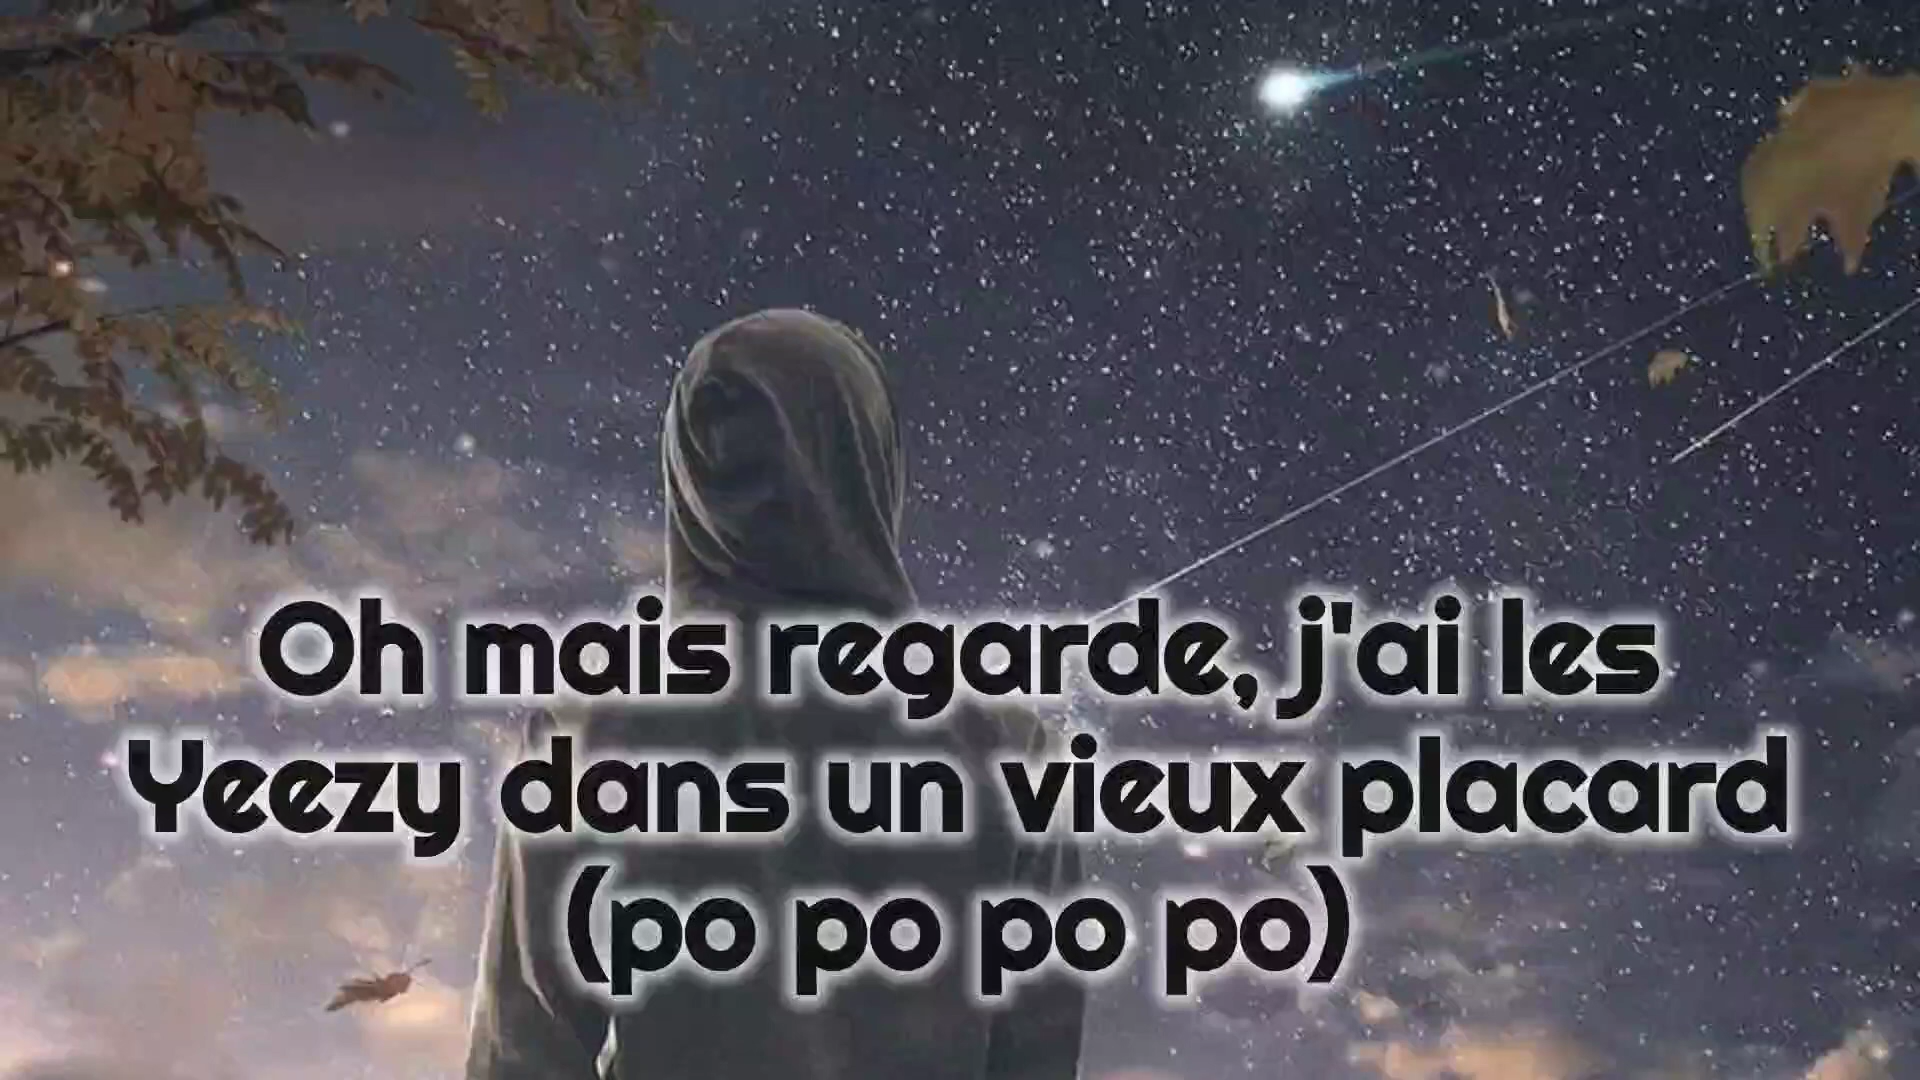 Oh mais regarde, j'ai les
Yeezy dans un vieux placard
(po po po po)